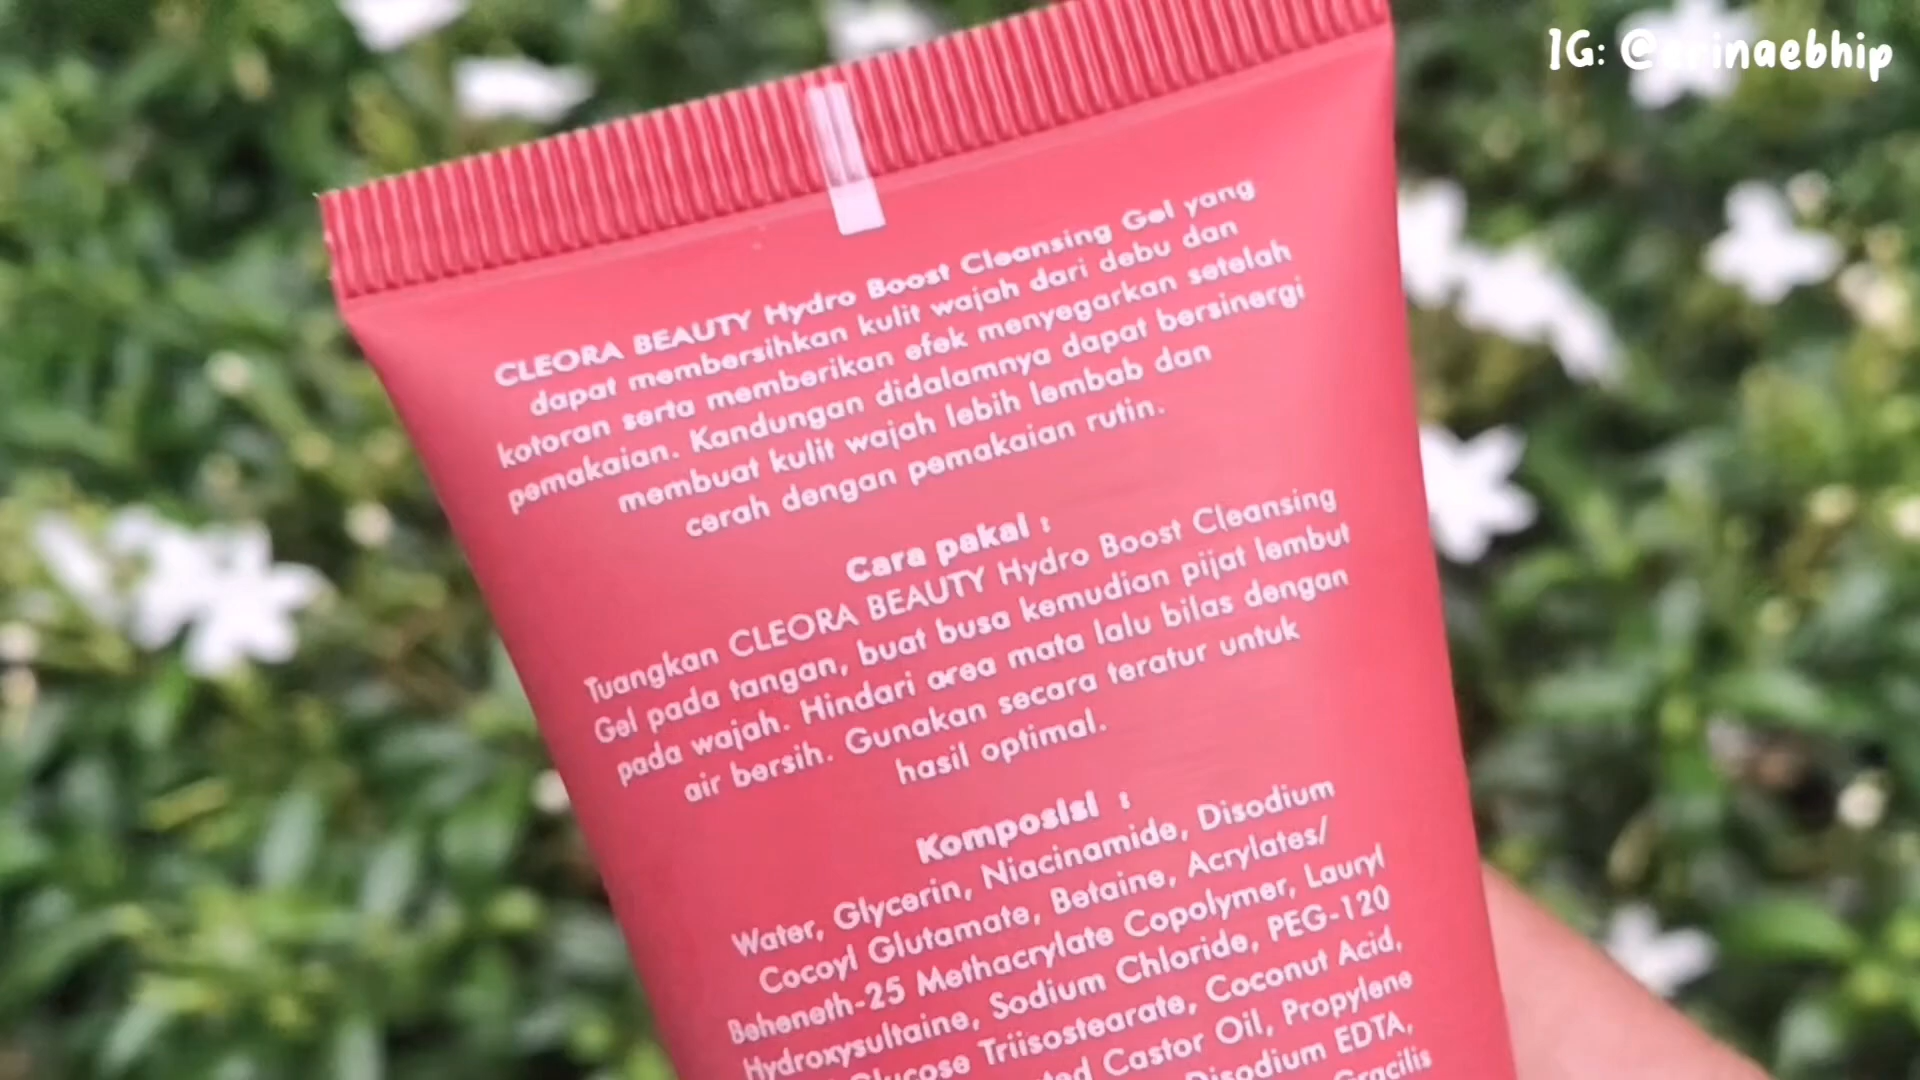 IG: @erinaebhip
CLEORA BEAUTY Hydro Boost Cleansing Gel yang
dapat membersihkan kulit wajah dari debu dan
kotoran serta memberikan efek menyegarkan setelah
pemakaian. Kandungan didalamnya dapat bersinergi
membuat kulit wajah lebih lembab dan
cerah dengan pemakaian rutin.
Cara pakai :
Tuangkan CLEORA BEAUTY Hydro Boost Cleansing
Gel pada tangan, buat busa kemudian pijat lembut
pada wajah. Hindari area mata lalu bilas dengan
air bersih. Gunakan secara teratur untuk
hasil optimal.
Komposisi :
Water, Glycerin, Niacinamide, Disodium
Cocoyl Glutamate, Betaine, Acrylates/
Beheneth-25 Methacrylate Copolymer, Lauryl
Hydroxysultaine, Sodium Chloride, PEG-120
Glucose Triisostearate, Coconut Acid,
Castor Oil, Propylene
Disodium EDTA,
Gracilis